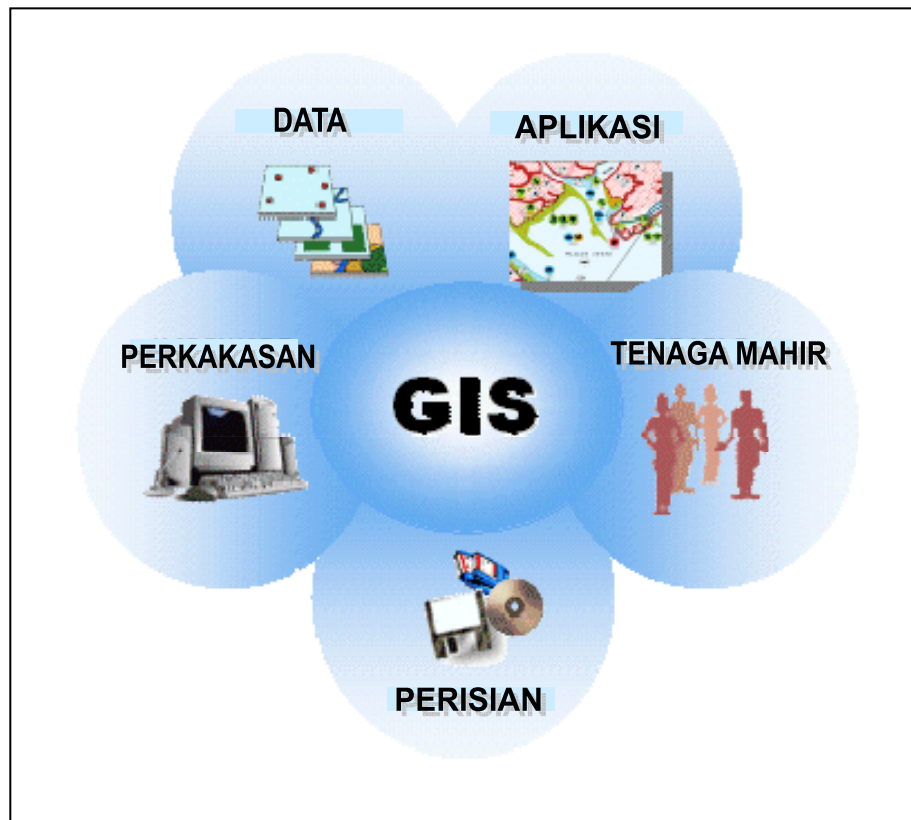 DATA
APLIKASI
PERKAKASAN
GIS
TENAGA MAHIR
PERISIAN